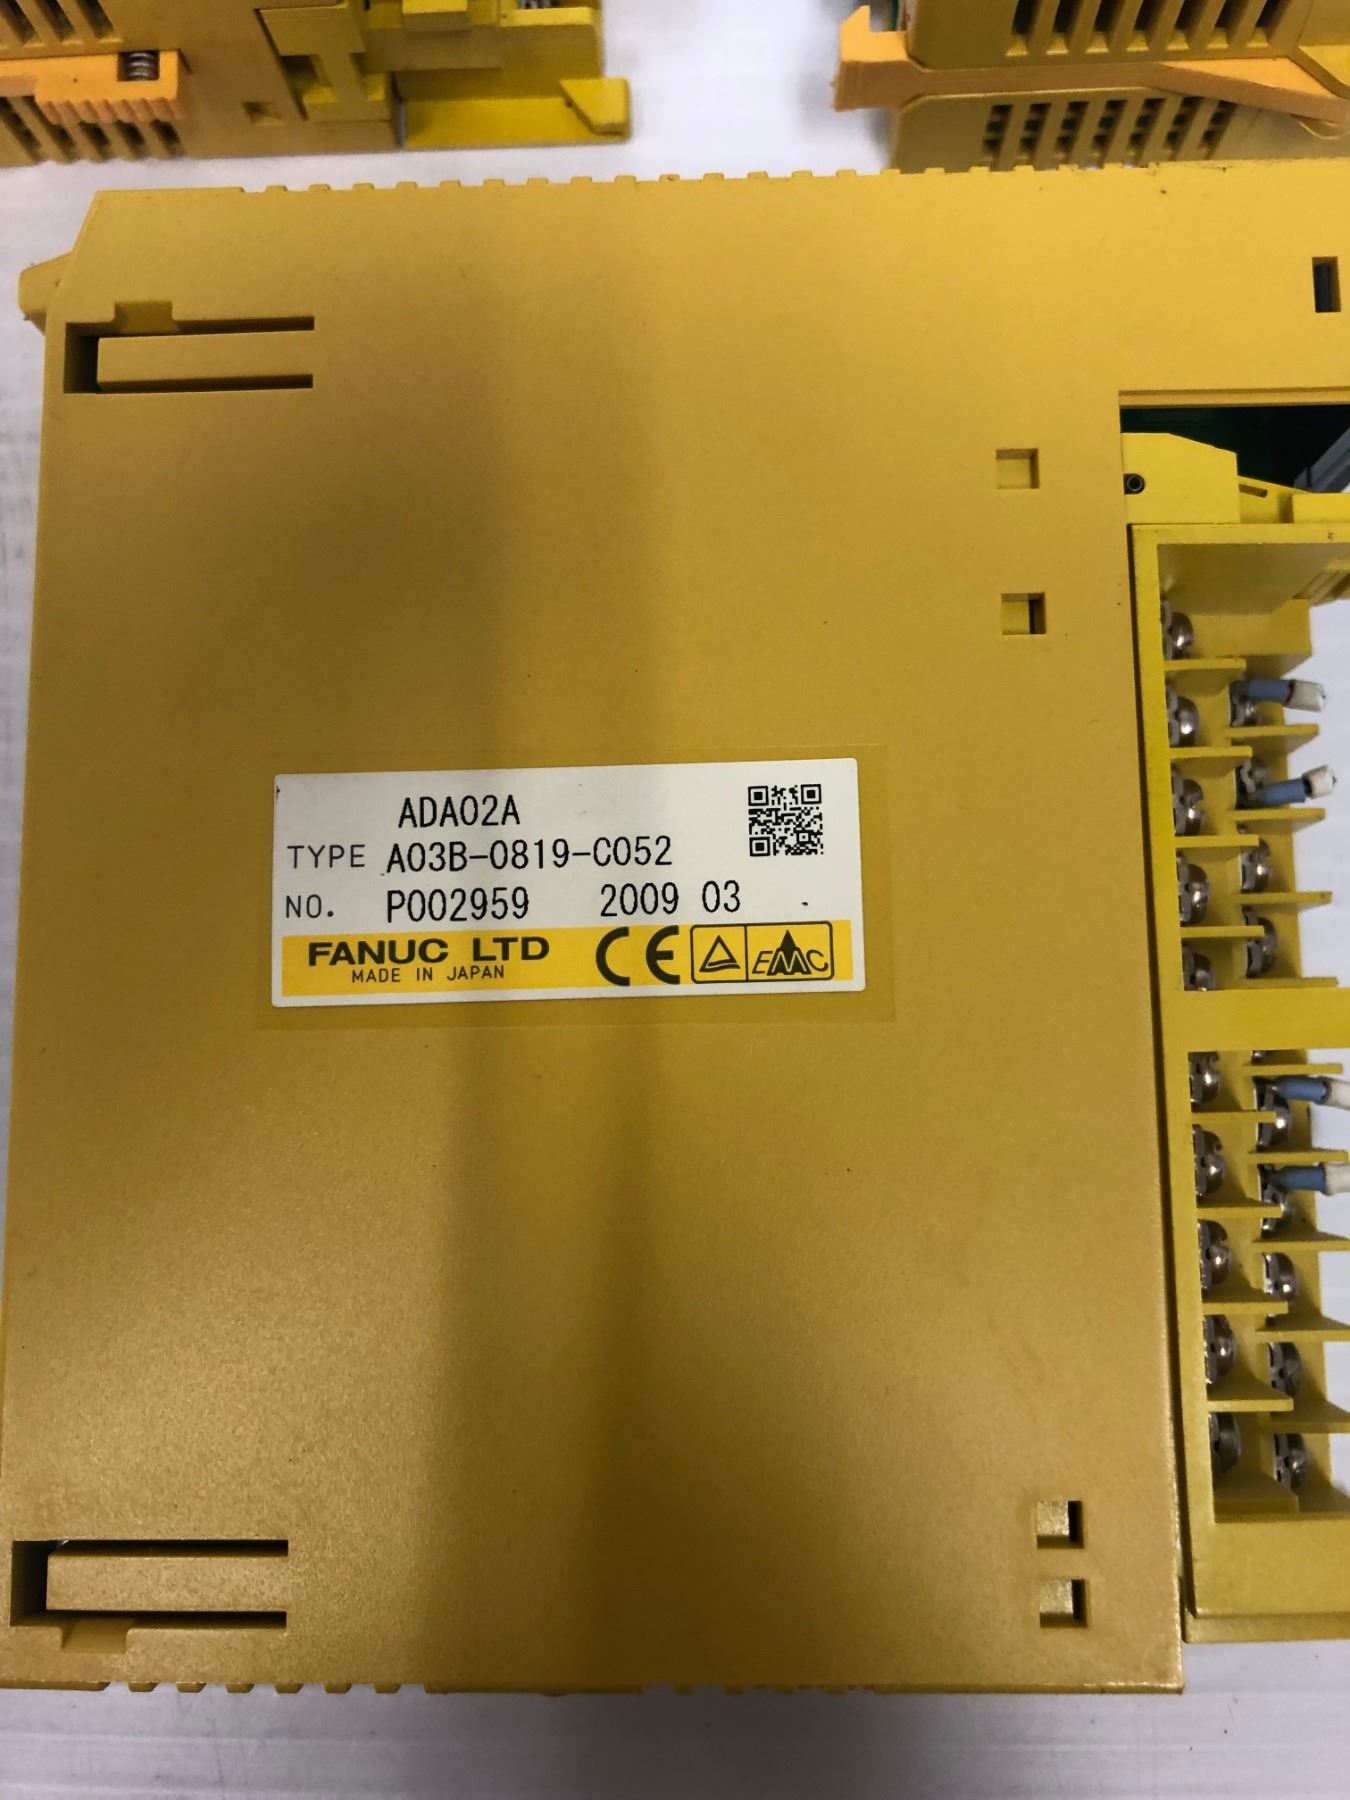 ADA02A
TYPE A03B-0819-C052
NO. P002959 2009 03
FANUC LTD
MADE IN JAPAN
CE
EMC